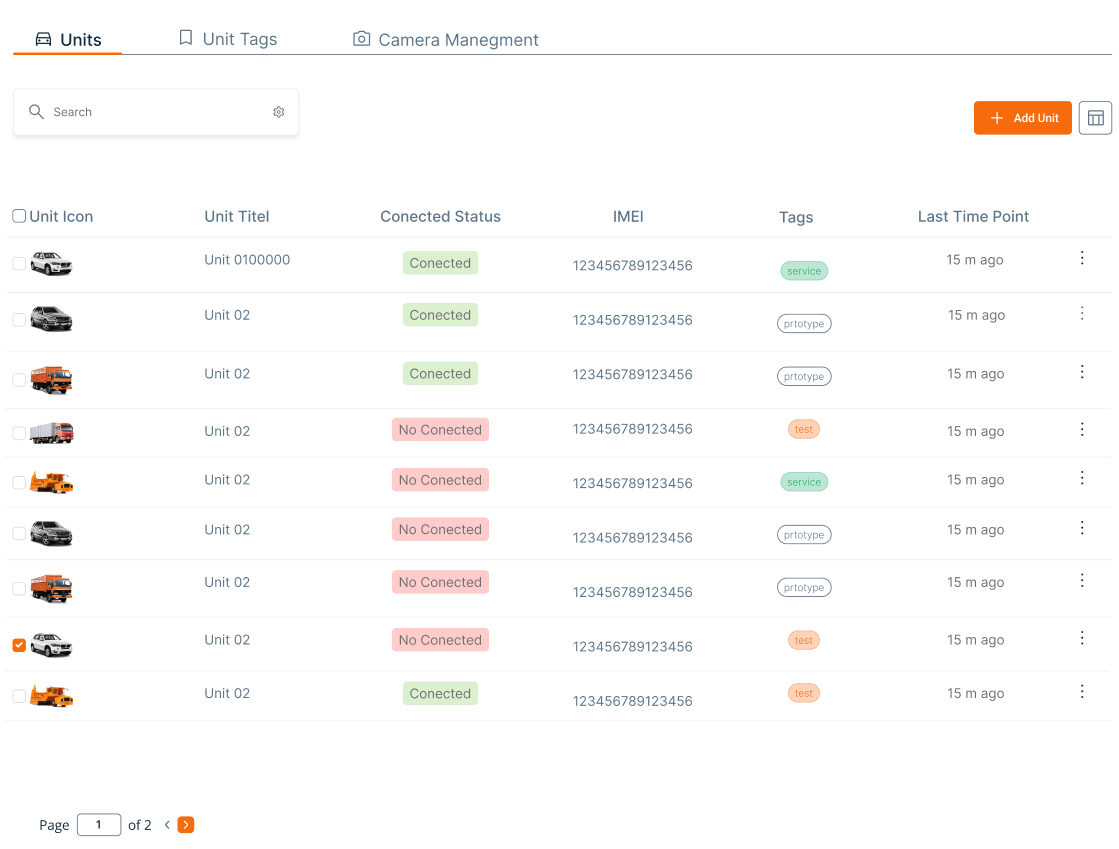 Units Unit Tags Camera Manegment
Search
+ Add Unit
Unit Icon Unit Titel Conected Status IMEI Tags Last Time Point
Unit 0100000 Conected 123456789123456 service 15 m ago
Unit 02 Conected 123456789123456 prtotype 15 m ago
Unit 02 Conected 123456789123456 prtotype 15 m ago
Unit 02 No Conected 123456789123456 test 15 m ago
Unit 02 No Conected 123456789123456 service 15 m ago
Unit 02 No Conected 123456789123456 prtotype 15 m ago
Unit 02 No Conected 123456789123456 prtotype 15 m ago
Unit 02 No Conected 123456789123456 test 15 m ago
Unit 02 Conected 123456789123456 test 15 m ago
Page 1 of 2 < >